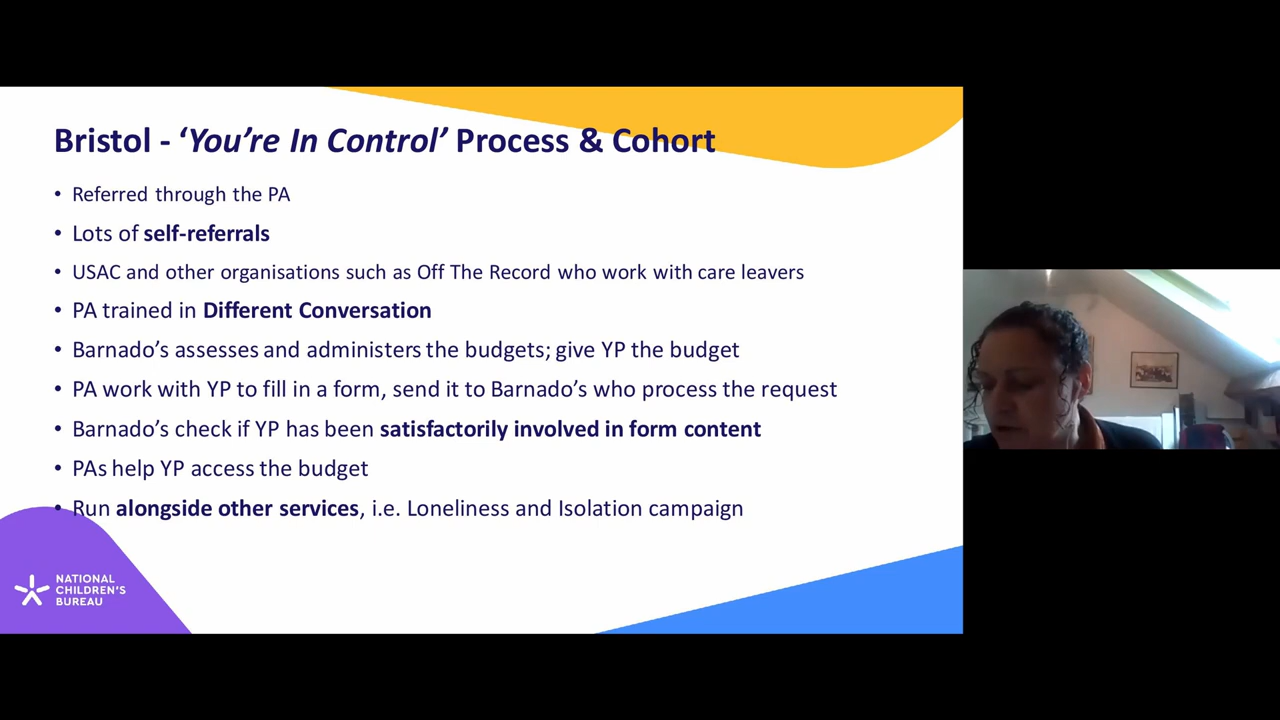 Bristol - ‘You’re In Control’ Process & Cohort
• Referred through the PA
• Lots of self-referrals
• USAC and other organisations such as Off The Record who work with care leavers
• PA trained in Different Conversation
• Barnado’s assesses and administers the budgets; give YP the budget
• PA work with YP to fill in a form, send it to Barnado’s who process the request
• Barnado’s check if YP has been satisfactorily involved in form content
• PAs help YP access the budget
• Run alongside other services, i.e. Loneliness and Isolation campaign
NATIONAL
CHILDREN’S
BUREAU